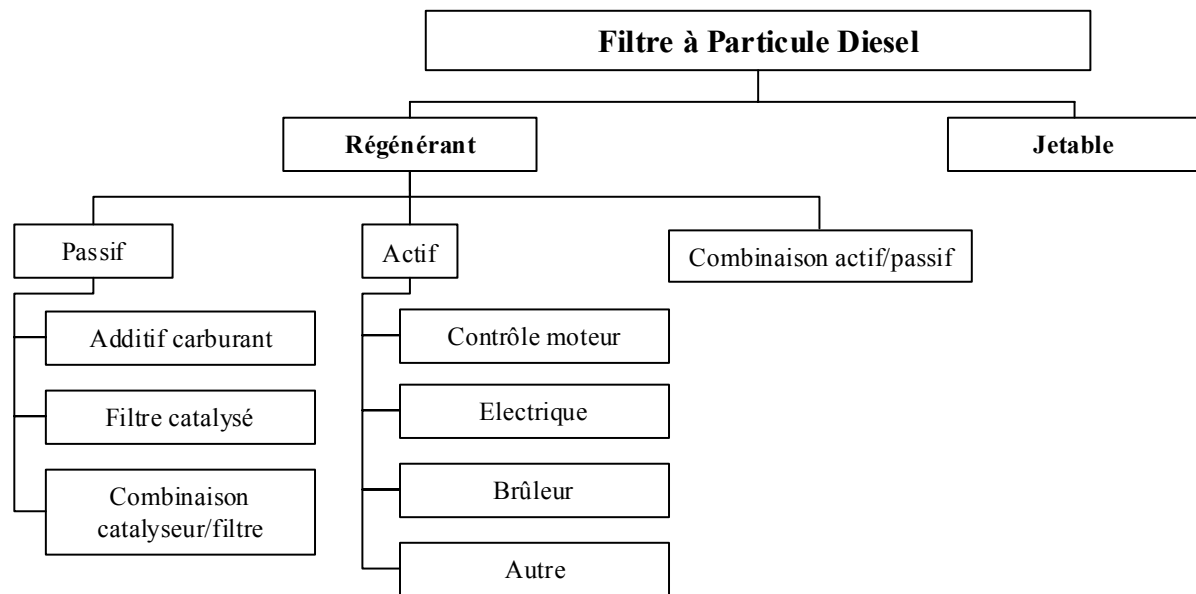 Filtre à Particule Diesel
Régénérant
Jetable
Passif
Actif
Combinaison actif/passif
Additif carburant
Filtre catalysé
Combinaison
catalyseur/filtre
Contrôle moteur
Electrique
Brûleur
Autre